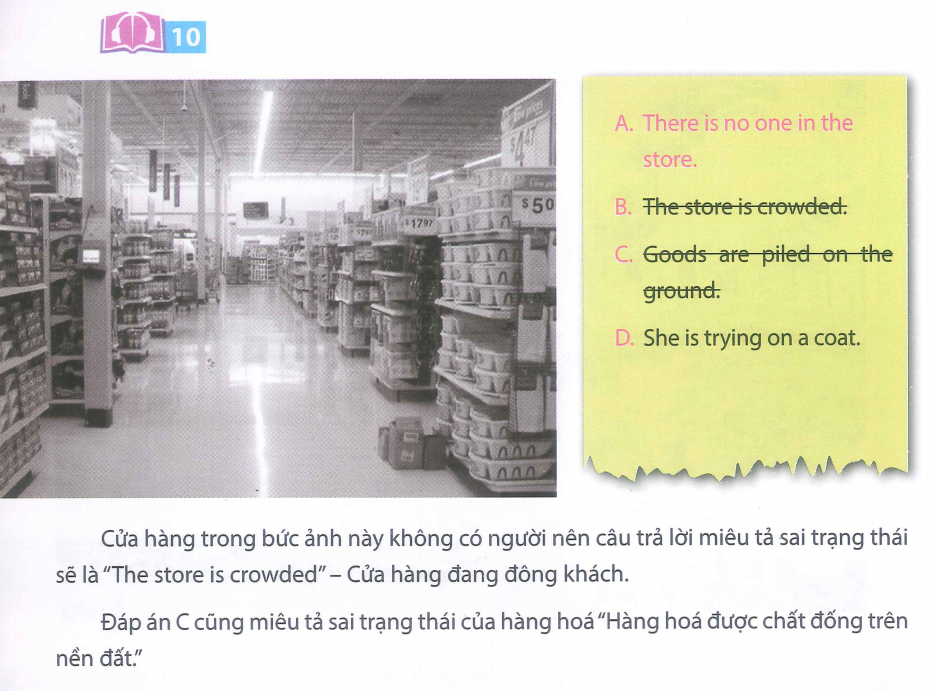 10
$4.47
$50
$1797
A. There is no one in the
store.
B. The store is crowded.
C. Goods are piled on the
ground.
D. She is trying on a coat.
Cửa hàng trong bức ảnh này không có người nên câu trả lời miêu tả sai trạng thái
sẽ là “The store is crowded” – Cửa hàng đang đông khách.
Đáp án C cũng miêu tả sai trạng thái của hàng hoá “Hàng hoá được chất đống trên
nền đất.”